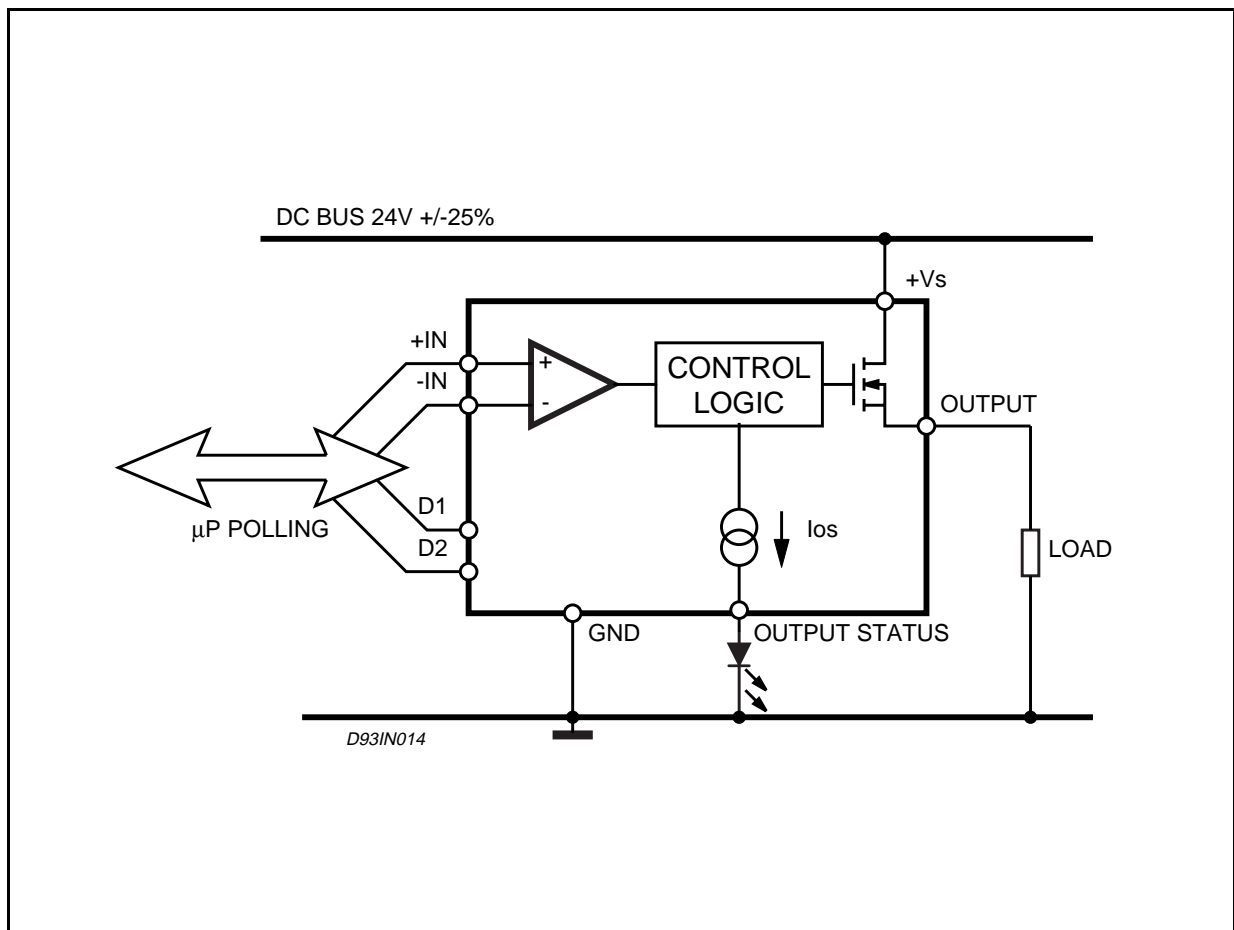 DC BUS 24V +/-25%
+Vs
+IN
-IN
+
-
CONTROL
LOGIC
OUTPUT
D1
µP POLLING
D2
Ios
LOAD
GND
OUTPUT STATUS
D93IN014